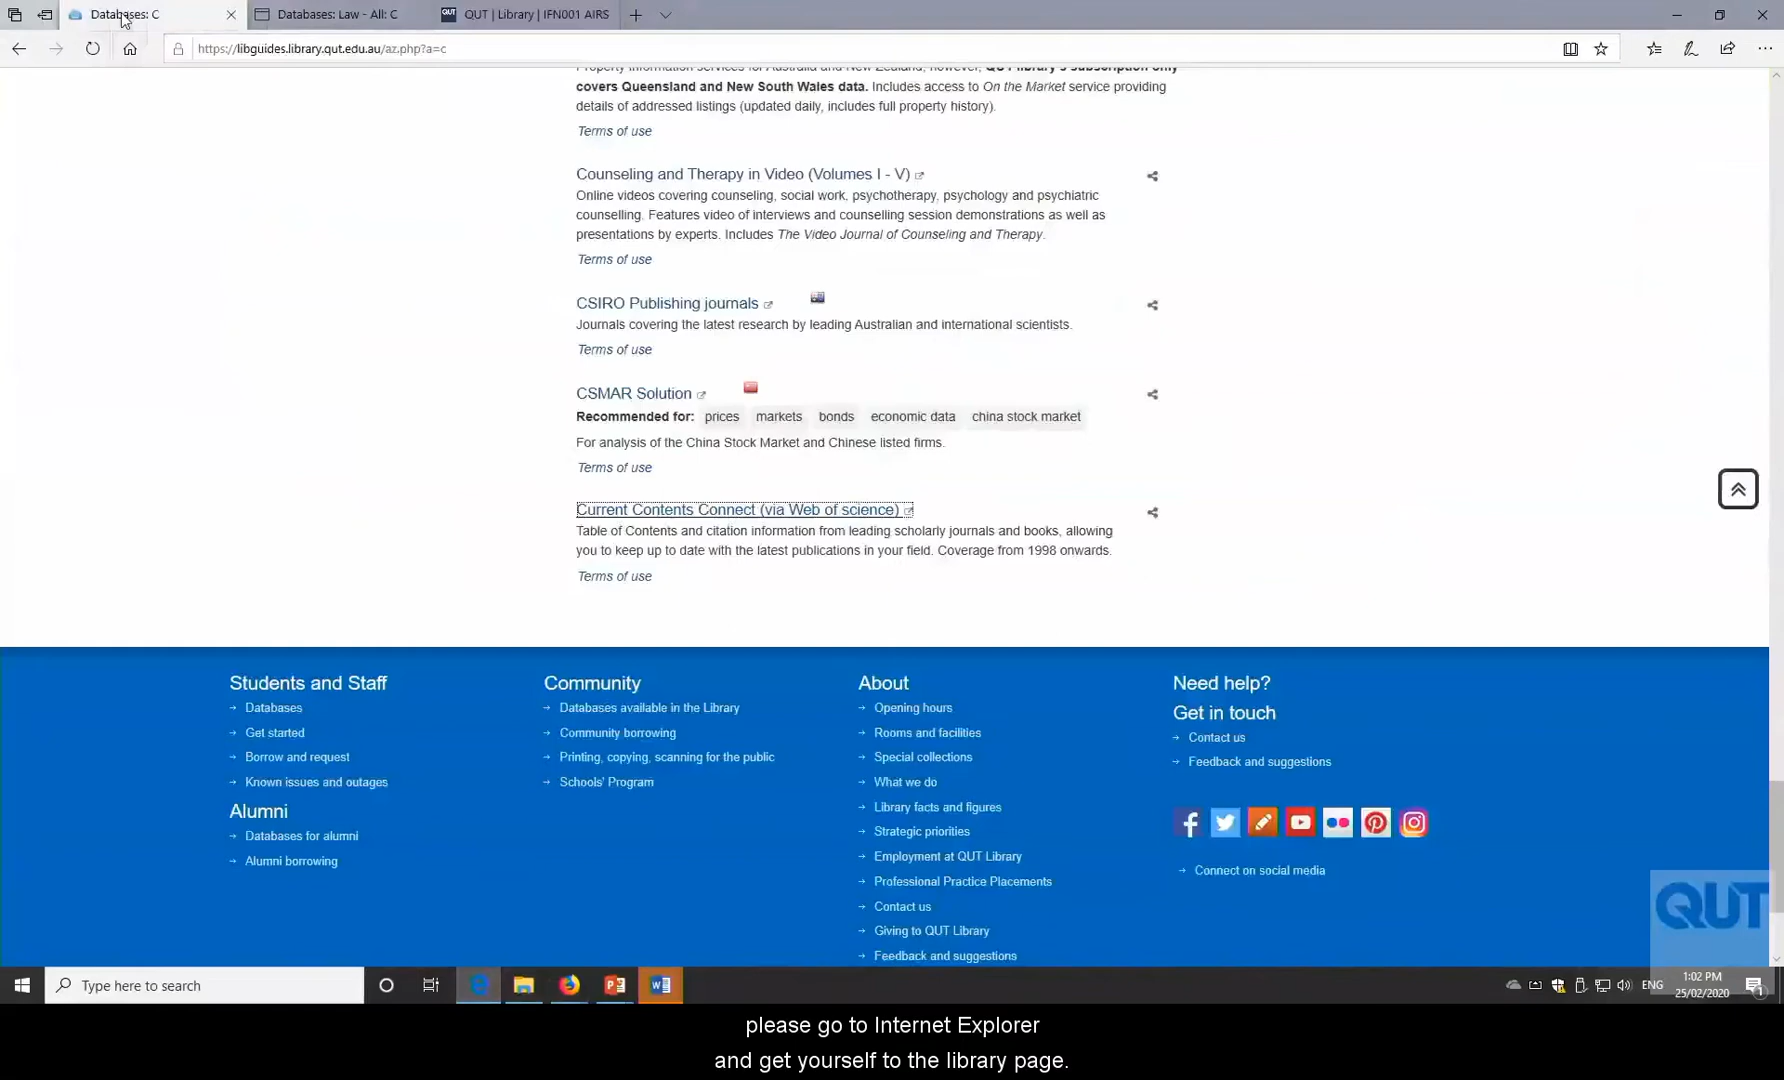 Databases: C
Databases: Law - All: C
QUT QUT | Library | IFN001 AIRS
https://libguides.library.qut.edu.au/az.php?a=c
Property information services for Australia and New Zealand, however, QUT library's subscription only
covers Queensland and New South Wales data. Includes access to On the Market service providing
details of addressed listings (updated daily, includes full property history).
Terms of use
Counseling and Therapy in Video (Volumes I - V)
Online videos covering counseling, social work, psychotherapy, psychology and psychiatric
counselling. Features video of interviews and counselling session demonstrations as well as
presentations by experts. Includes The Video Journal of Counseling and Therapy.
Terms of use
CSIRO Publishing journals
Journals covering the latest research by leading Australian and international scientists.
Terms of use
CSMAR Solution
Recommended for: prices markets bonds economic data china stock market
For analysis of the China Stock Market and Chinese listed firms.
Terms of use
Current Contents Connect (via Web of science)
Table of Contents and citation information from leading scholarly journals and books, allowing
you to keep up to date with the latest publications in your field. Coverage from 1998 onwards.
Terms of use
Students and Staff
Databases
Get started
Borrow and request
Known issues and outages
Alumni
Databases for alumni
Alumni borrowing
Community
Databases available in the Library
Community borrowing
Printing, copying, scanning for the public
Schools' Program
About
Opening hours
Rooms and facilities
Special collections
What we do
Library facts and figures
Strategic priorities
Employment at QUT Library
Professional Practice Placements
Contact us
Giving to QUT Library
Feedback and suggestions
Need help?
Get in touch
Contact us
Feedback and suggestions
Connect on social media
QUT
Type here to search
ENG
1:02 PM
25/02/2020
please go to Internet Explorer
and get yourself to the library page.